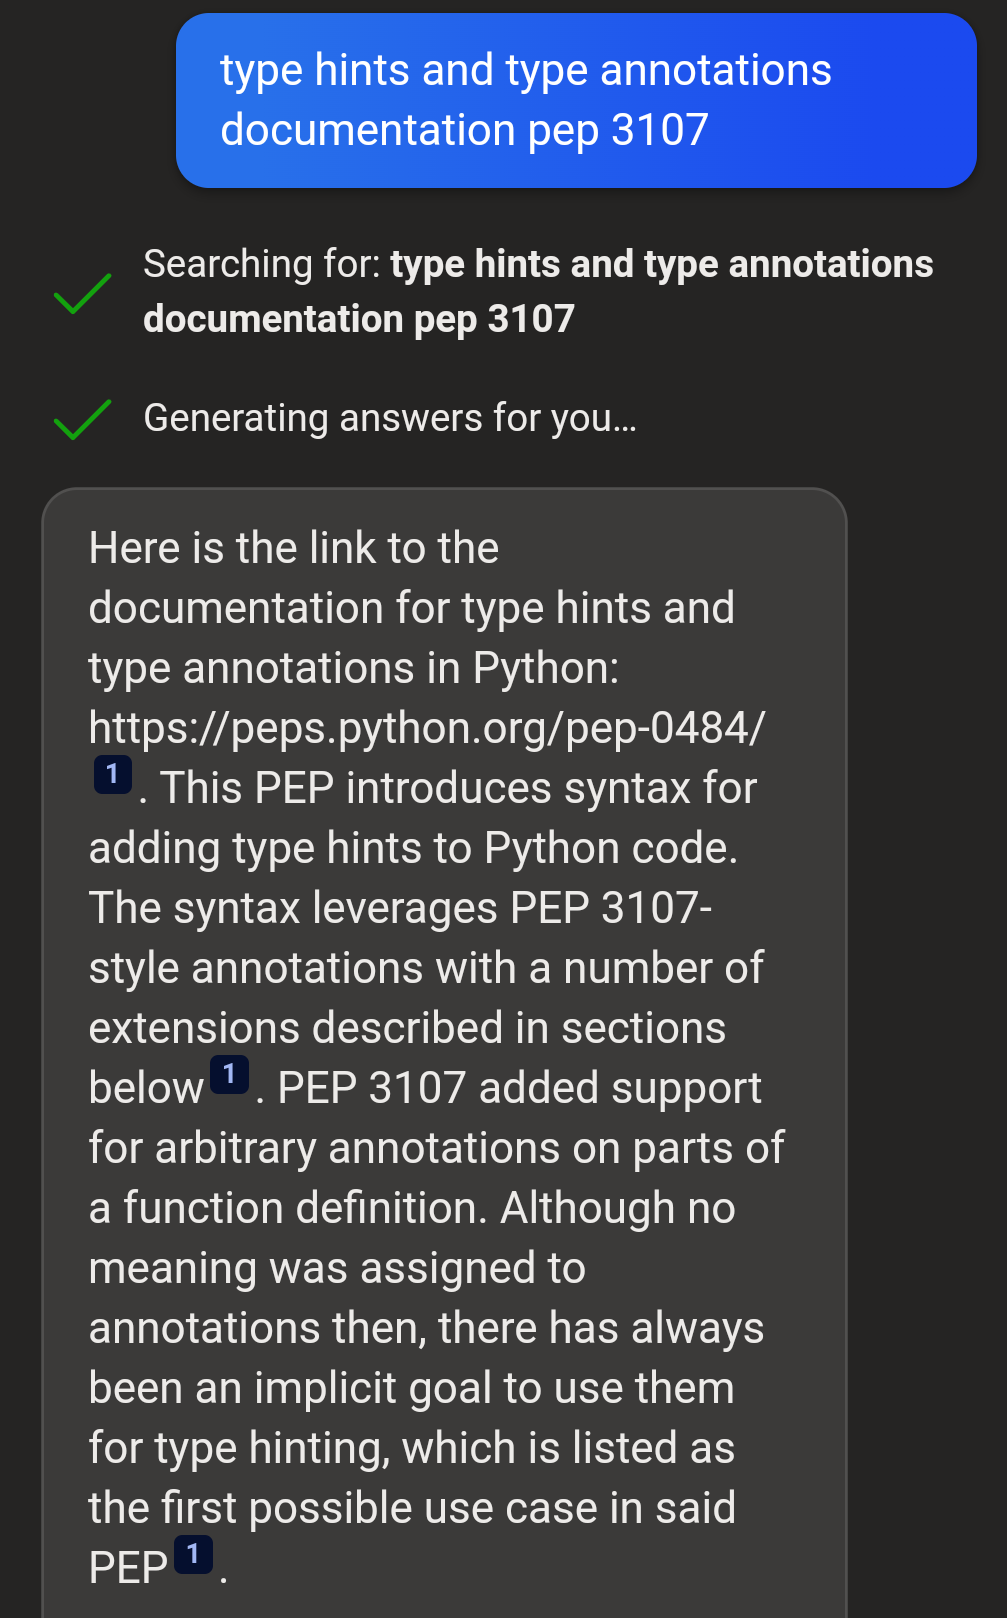 type hints and type annotations
documentation pep 3107
Searching for: type hints and type annotations
documentation pep 3107
Generating answers for you...
Here is the link to the
documentation for type hints and
type annotations in Python:
https://peps.python.org/pep-0484/
1 . This PEP introduces syntax for
adding type hints to Python code.
The syntax leverages PEP 3107-
style annotations with a number of
extensions described in sections
below 1 . PEP 3107 added support
for arbitrary annotations on parts of
a function definition. Although no
meaning was assigned to
annotations then, there has always
been an implicit goal to use them
for type hinting, which is listed as
the first possible use case in said
PEP 1 .